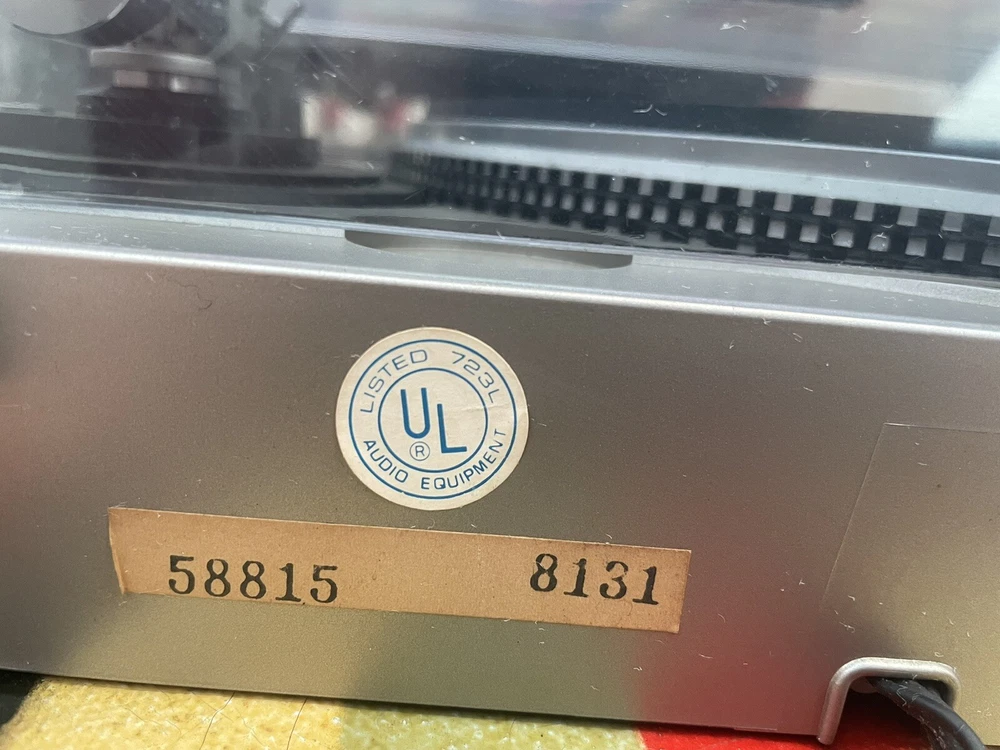 LISTED 723L
UL
®
AUDIO EQUIPMENT
58815 8131